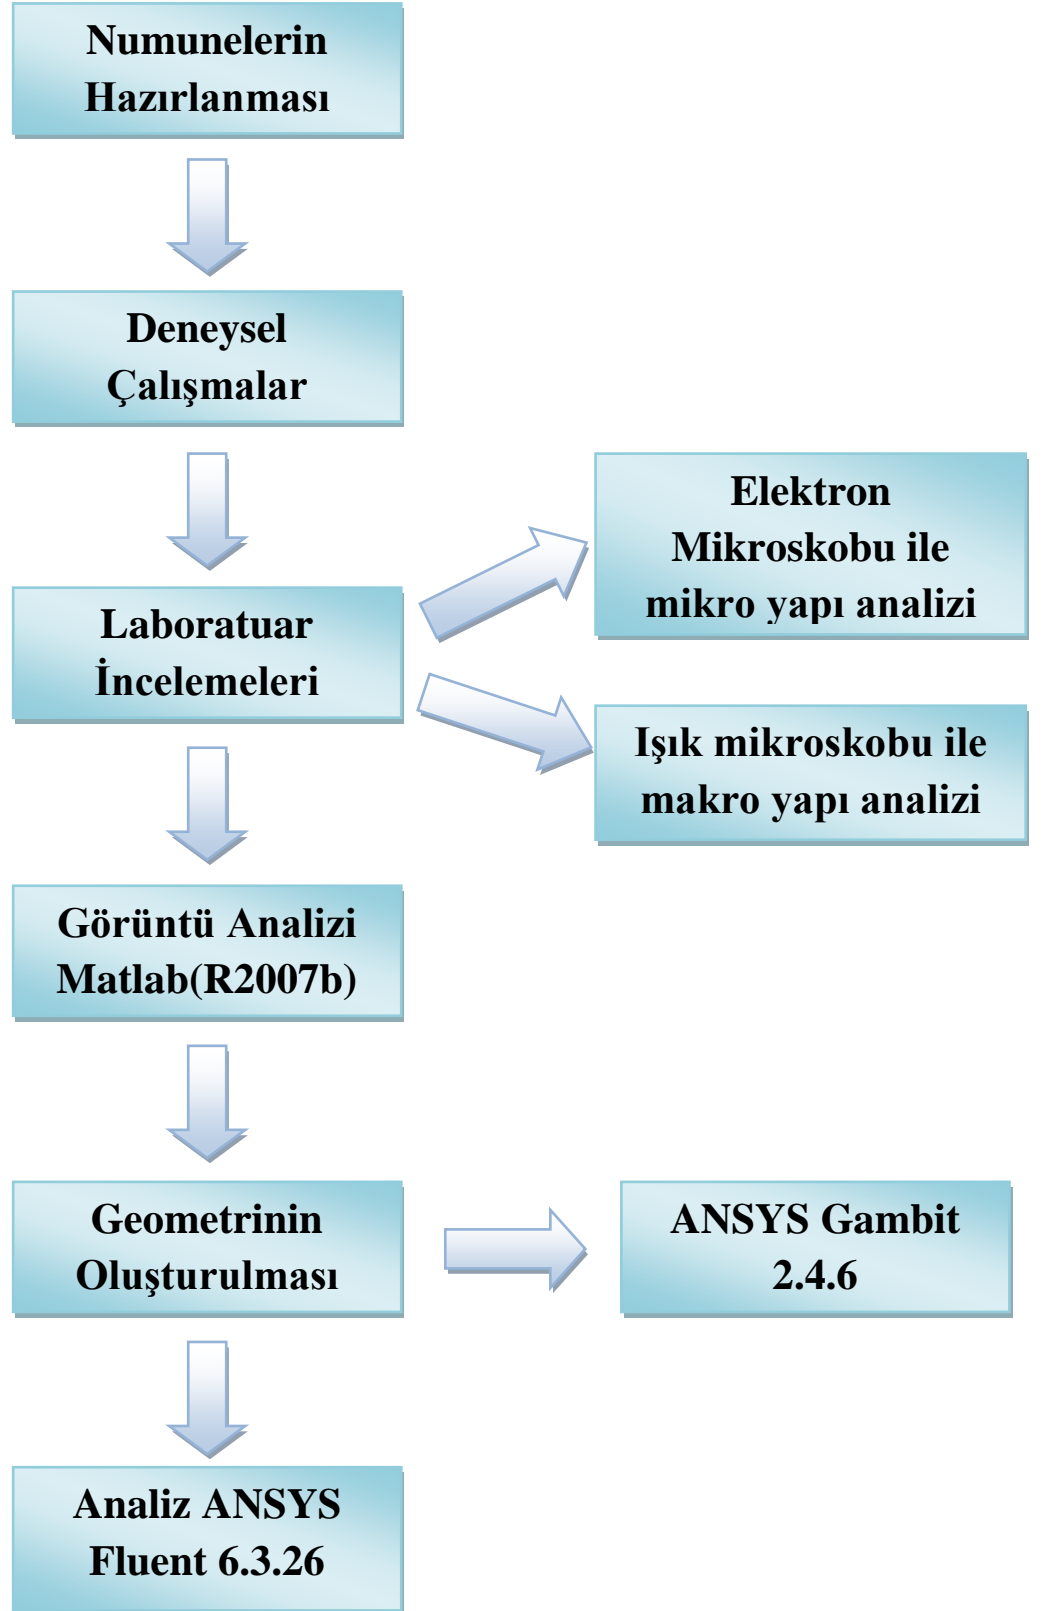 Numunelerin
Hazırlanması
Deneysel
Çalışmalar
Laboratuar
İncelemeleri
Elektron
Mikroskobu ile
mikro yapı analizi
Işık mikroskobu ile
makro yapı analizi
Görüntü Analizi
Matlab(R2007b)
Geometrinin
Oluşturulması
ANSYS Gambit
2.4.6
Analiz ANSYS
Fluent 6.3.26